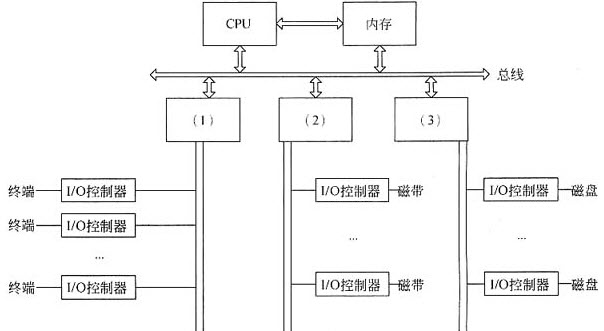 CPU 内存
总线
(1) (2) (3)
终端 I/O控制器 I/O控制器 磁带 I/O控制器 磁盘
终端 I/O控制器
... ... ...
终端 I/O控制器 I/O控制器 磁带 I/O控制器 磁盘